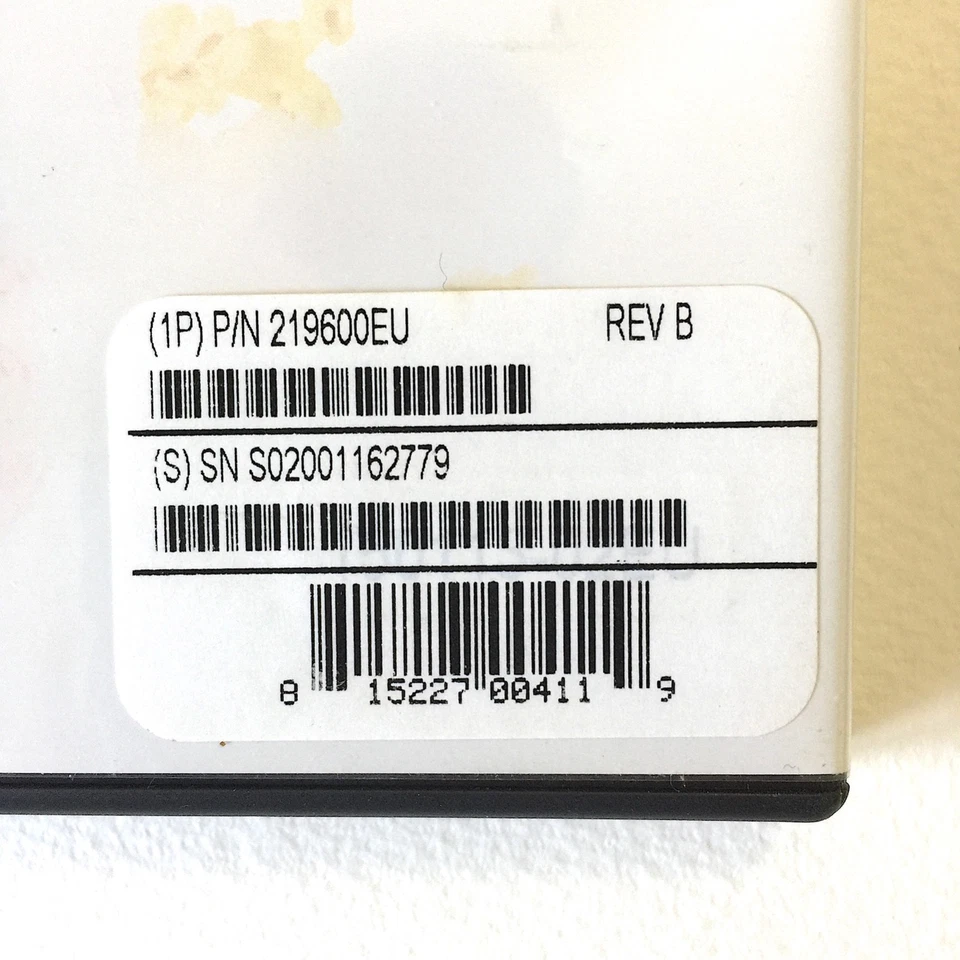 (1P) P/N 219600EU REV B
(S) SN S02001162779
8 15227 00411 9